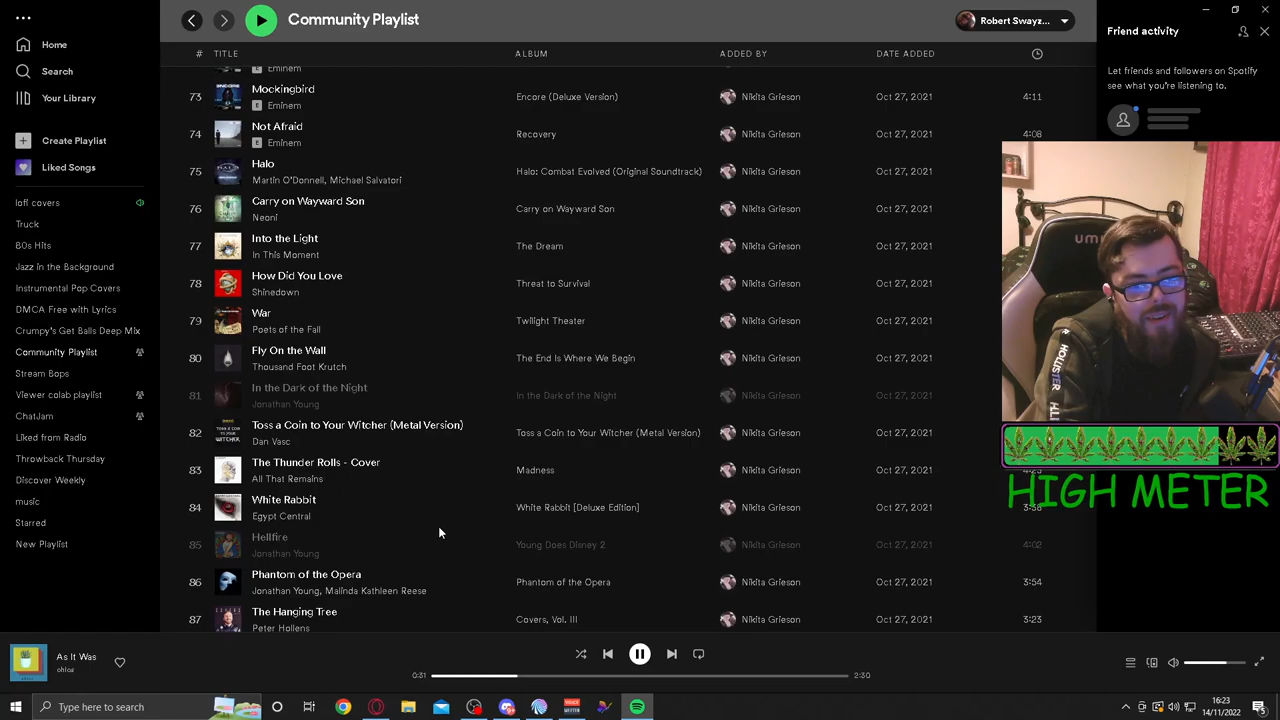 Community Playlist
Robert Swayz...
Friend activity
Home
Search
Your Library
Create Playlist
Liked Songs
lofi covers
Truck
80s Hits
Jazz in the Background
Instrumental Pop Covers
DMCA Free with Lyrics
Crumpy's Get Balls Deep Mix
Community Playlist
Stream Bops
Viewer colab playlist
ChatJam
Liked from Radio
Throwback Thursday
Discover Weekly
music
Starred
New Playlist
# TITLE ALBUM ADDED BY DATE ADDED
E Eminem
73 Mockingbird Encore (Deluxe Version) Nikita Grieson Oct 27, 2021 4:11
E Eminem
74 Not Afraid Recovery Nikita Grieson Oct 27, 2021 4:08
E Eminem
75 Halo Halo: Combat Evolved (Original Soundtrack) Nikita Grieson Oct 27, 2021
Martin O'Donnell, Michael Salvatori
76 Carry on Wayward Son Carry on Wayward Son Nikita Grieson Oct 27, 2021
Neoni
77 Into the Light The Dream Nikita Grieson Oct 27, 2021
In This Moment
78 How Did You Love Threat to Survival Nikita Grieson Oct 27, 2021
Shinedown
79 War Twilight Theater Nikita Grieson Oct 27, 2021
Poets of the Fall
80 Fly On the Wall The End Is Where We Begin Nikita Grieson Oct 27, 2021
Thousand Foot Krutch
81 In the Dark of the Night In the Dark of the Night Nikita Grieson Oct 27, 2021
Jonathan Young
82 Toss a Coin to Your Witcher (Metal Version) Toss a Coin to Your Witcher (Metal Version) Nikita Grieson Oct 27, 2021
Dan Vasc
83 The Thunder Rolls - Cover Madness Nikita Grieson Oct 27, 2021
All That Remains
84 White Rabbit White Rabbit [Deluxe Edition] Nikita Grieson Oct 27, 2021
Egypt Central
85 Hellfire Young Does Disney 2 Nikita Grieson Oct 27, 2021 4:02
Jonathan Young
86 Phantom of the Opera Phantom of the Opera Nikita Grieson Oct 27, 2021 3:54
Jonathan Young, Malinda Kathleen Reese
87 The Hanging Tree Covers, Vol. III Nikita Grieson Oct 27, 2021 3:23
Peter Hollens
Let friends and followers on Spotify
see what you're listening to.
HIGH METER
As It Was
ohlos
0:31
2:30
Type here to search
16:23
14/11/2022